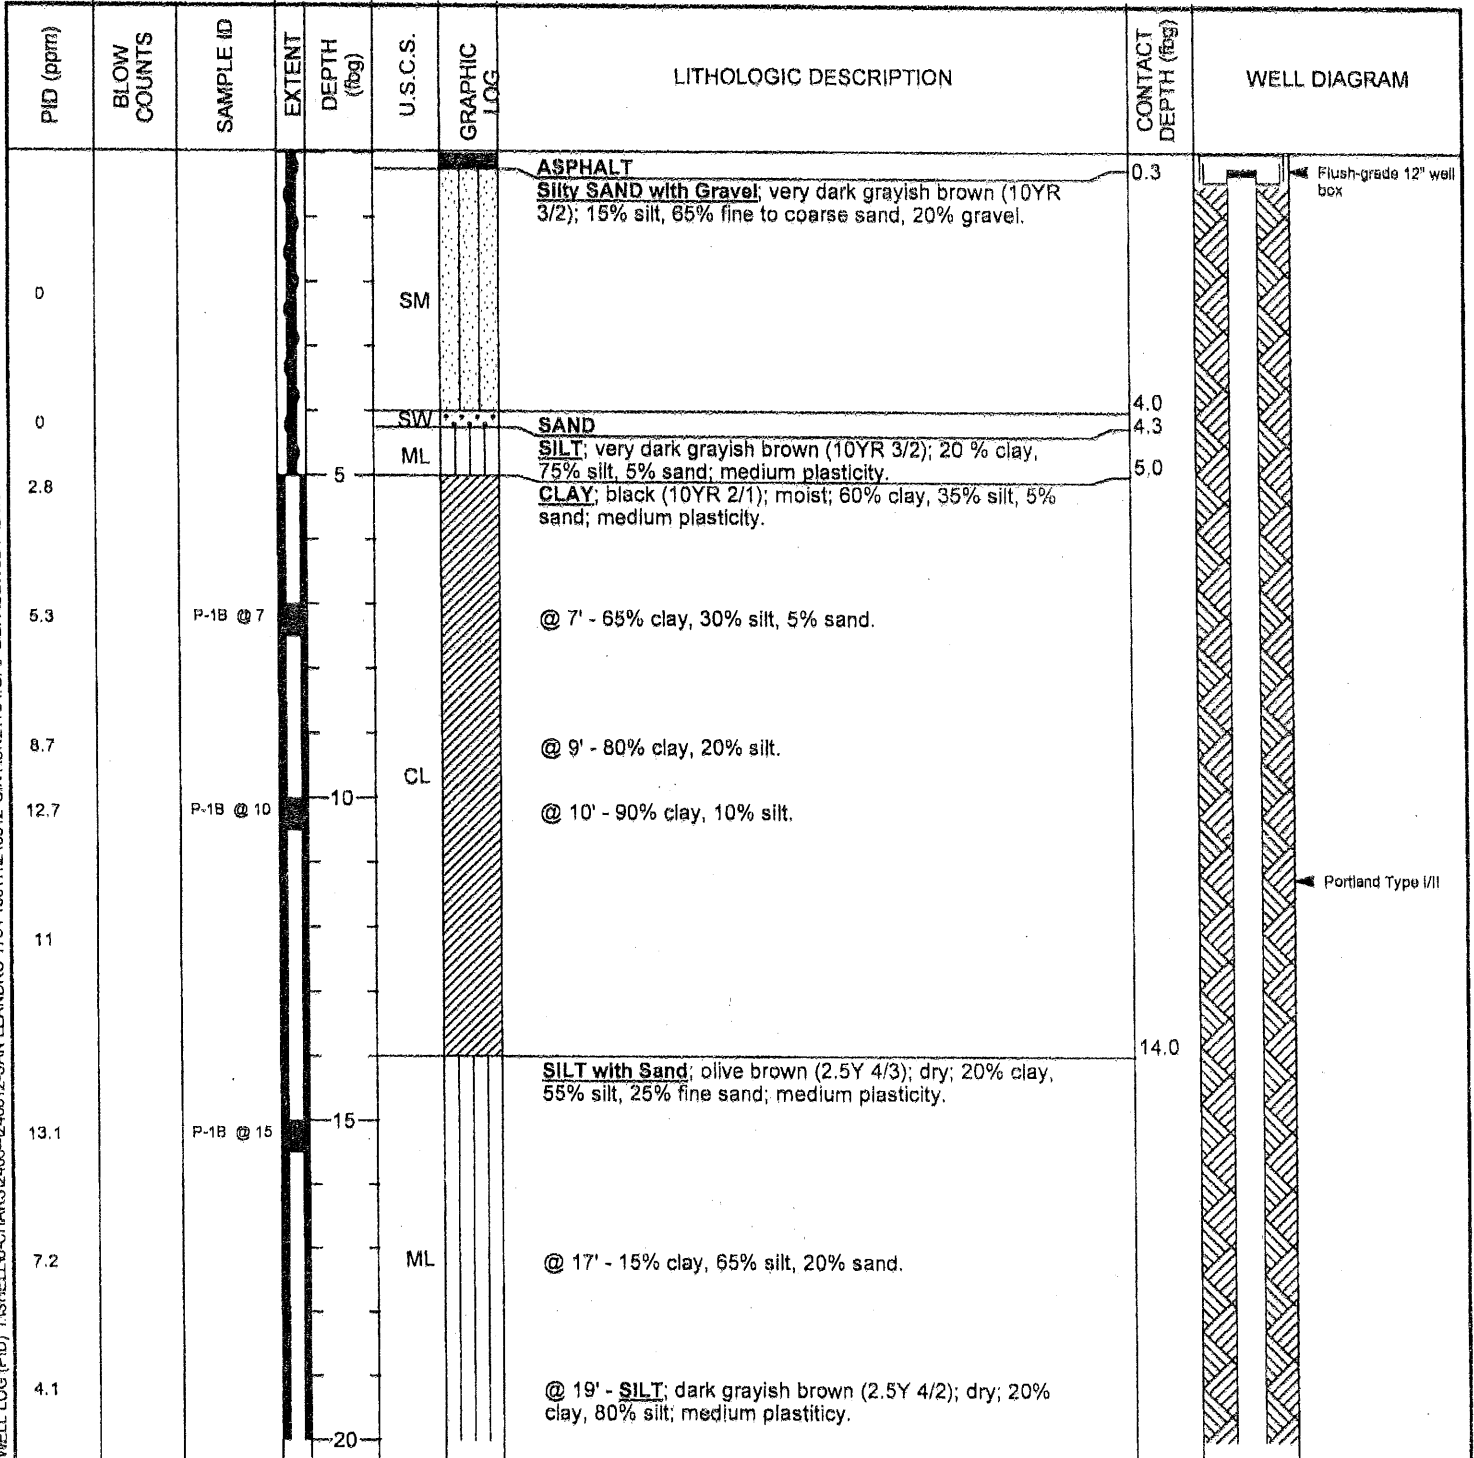 PID (ppm)
BLOW
COUNTS
SAMPLE ID
EXTENT
DEPTH
(fbg)
U.S.C.S.
GRAPHIC
LOG
LITHOLOGIC DESCRIPTION
CONTACT
DEPTH (fbg)
WELL DIAGRAM
ASPHALT
0.3
Flush-grade 12" well
box
Silty SAND with Gravel; very dark grayish brown (10YR
3/2); 15% silt, 65% fine to coarse sand, 20% gravel.
0
SM
4.0
0
SW
SAND
4.3
ML
SILT; very dark grayish brown (10YR 3/2); 20 % clay,
75% silt, 5% sand; medium plasticity.
5
5.0
2.8
CLAY; black (10YR 2/1); moist; 60% clay, 35% silt, 5%
sand; medium plasticity.
5.3
P-1B @ 7
@ 7' - 65% clay, 30% silt, 5% sand.
8.7
@ 9' - 80% clay, 20% silt.
CL
12.7
P-1B @ 10
10
@ 10' - 90% clay, 10% silt.
Portland Type I/II
11
14.0
SILT with Sand; olive brown (2.5Y 4/3); dry; 20% clay,
55% silt, 25% fine sand; medium plasticity.
13.1
P-1B @ 15
15
7.2
ML
@ 17' - 15% clay, 65% silt, 20% sand.
4.1
@ 19' - SILT; dark grayish brown (2.5Y 4/2); dry; 20%
clay, 80% silt; medium plastiticy.
20
WELL LOG (PID)